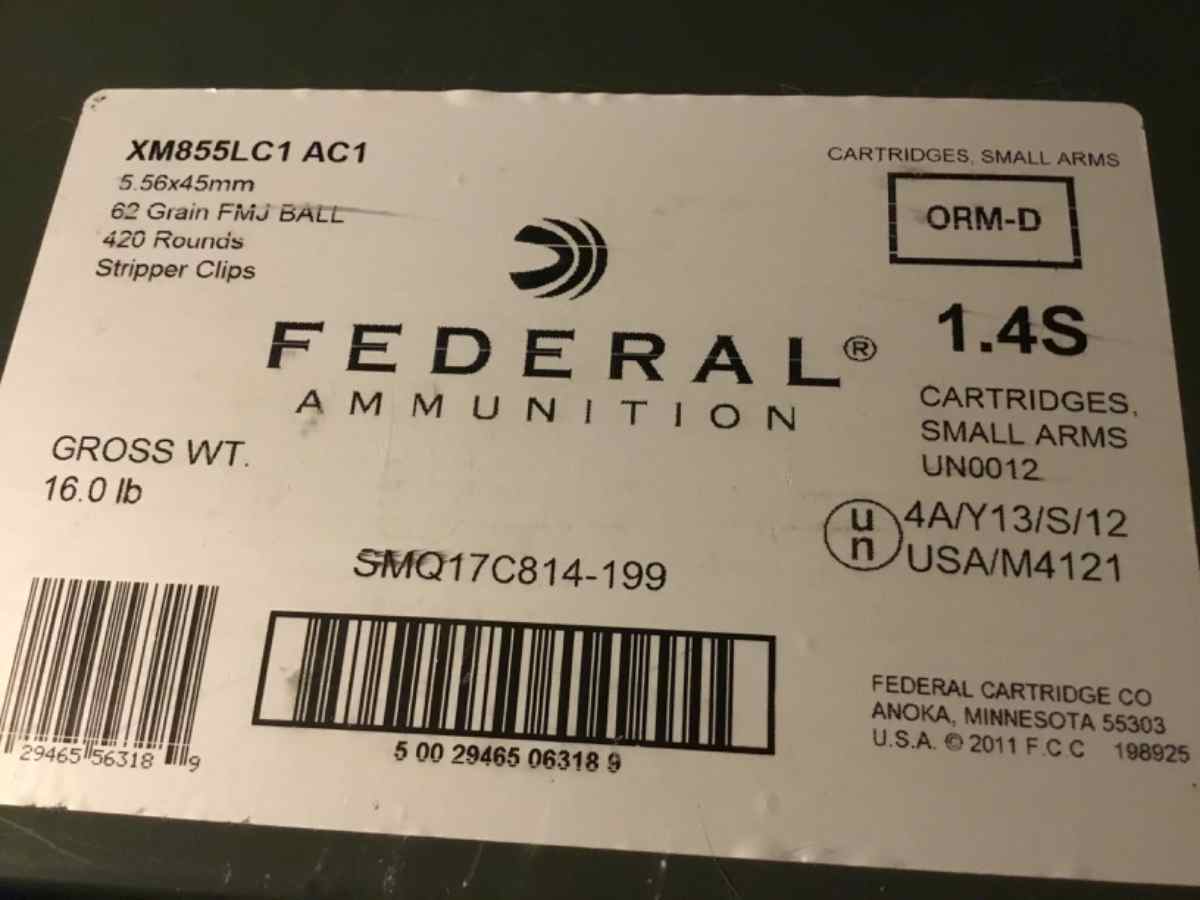 XM855LC1 AC1
5.56x45mm
62 Grain FMJ BALL
420 Rounds
Stripper Clips
CARTRIDGES, SMALL ARMS
ORM-D
1.4S
CARTRIDGES,
SMALL ARMS
UN0012
FEDERAL®
AMMUNITION
GROSS WT.
16.0 lb
un
4A/Y13/S/12
USA/M4121
SMQ17C814-199
29465 56318 9
5 00 29465 06318 9
FEDERAL CARTRIDGE CO
ANOKA, MINNESOTA 55303
U.S.A. © 2011 F.C.C 198925